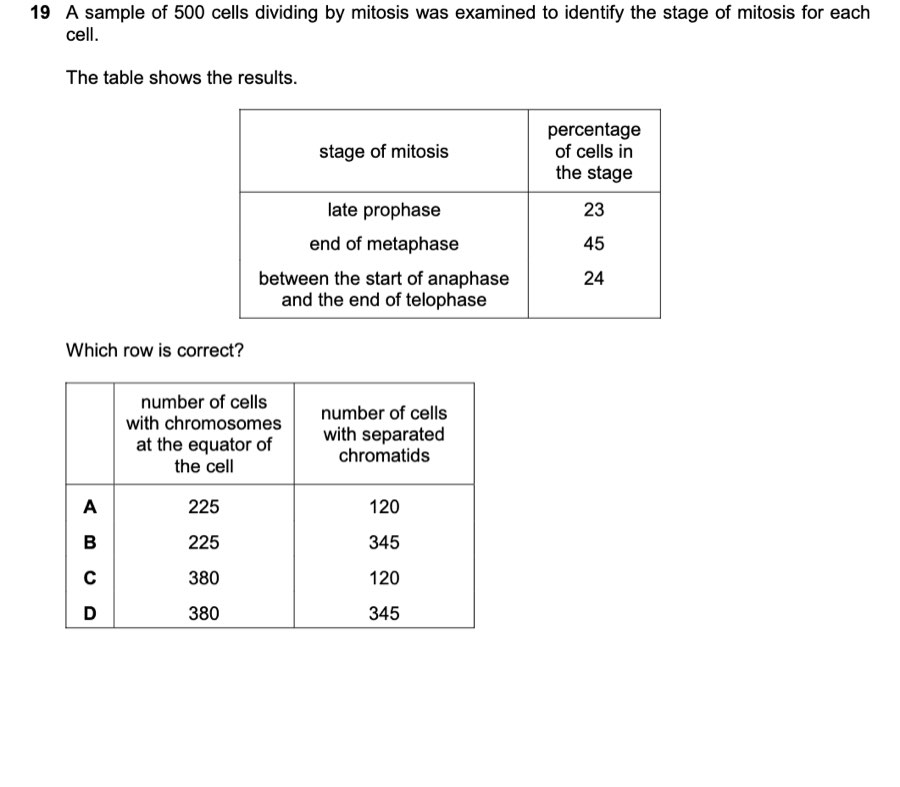 19 A sample of 500 cells dividing by mitosis was examined to identify the stage of mitosis for each
cell.
The table shows the results.
stage of mitosis
percentage
of cells in
the stage
late prophase 23
end of metaphase 45
between the start of anaphase 24
and the end of telophase
Which row is correct?
number of cells
with chromosomes
at the equator of
the cell
number of cells
with separated
chromatids
A 225 120
B 225 345
C 380 120
D 380 345